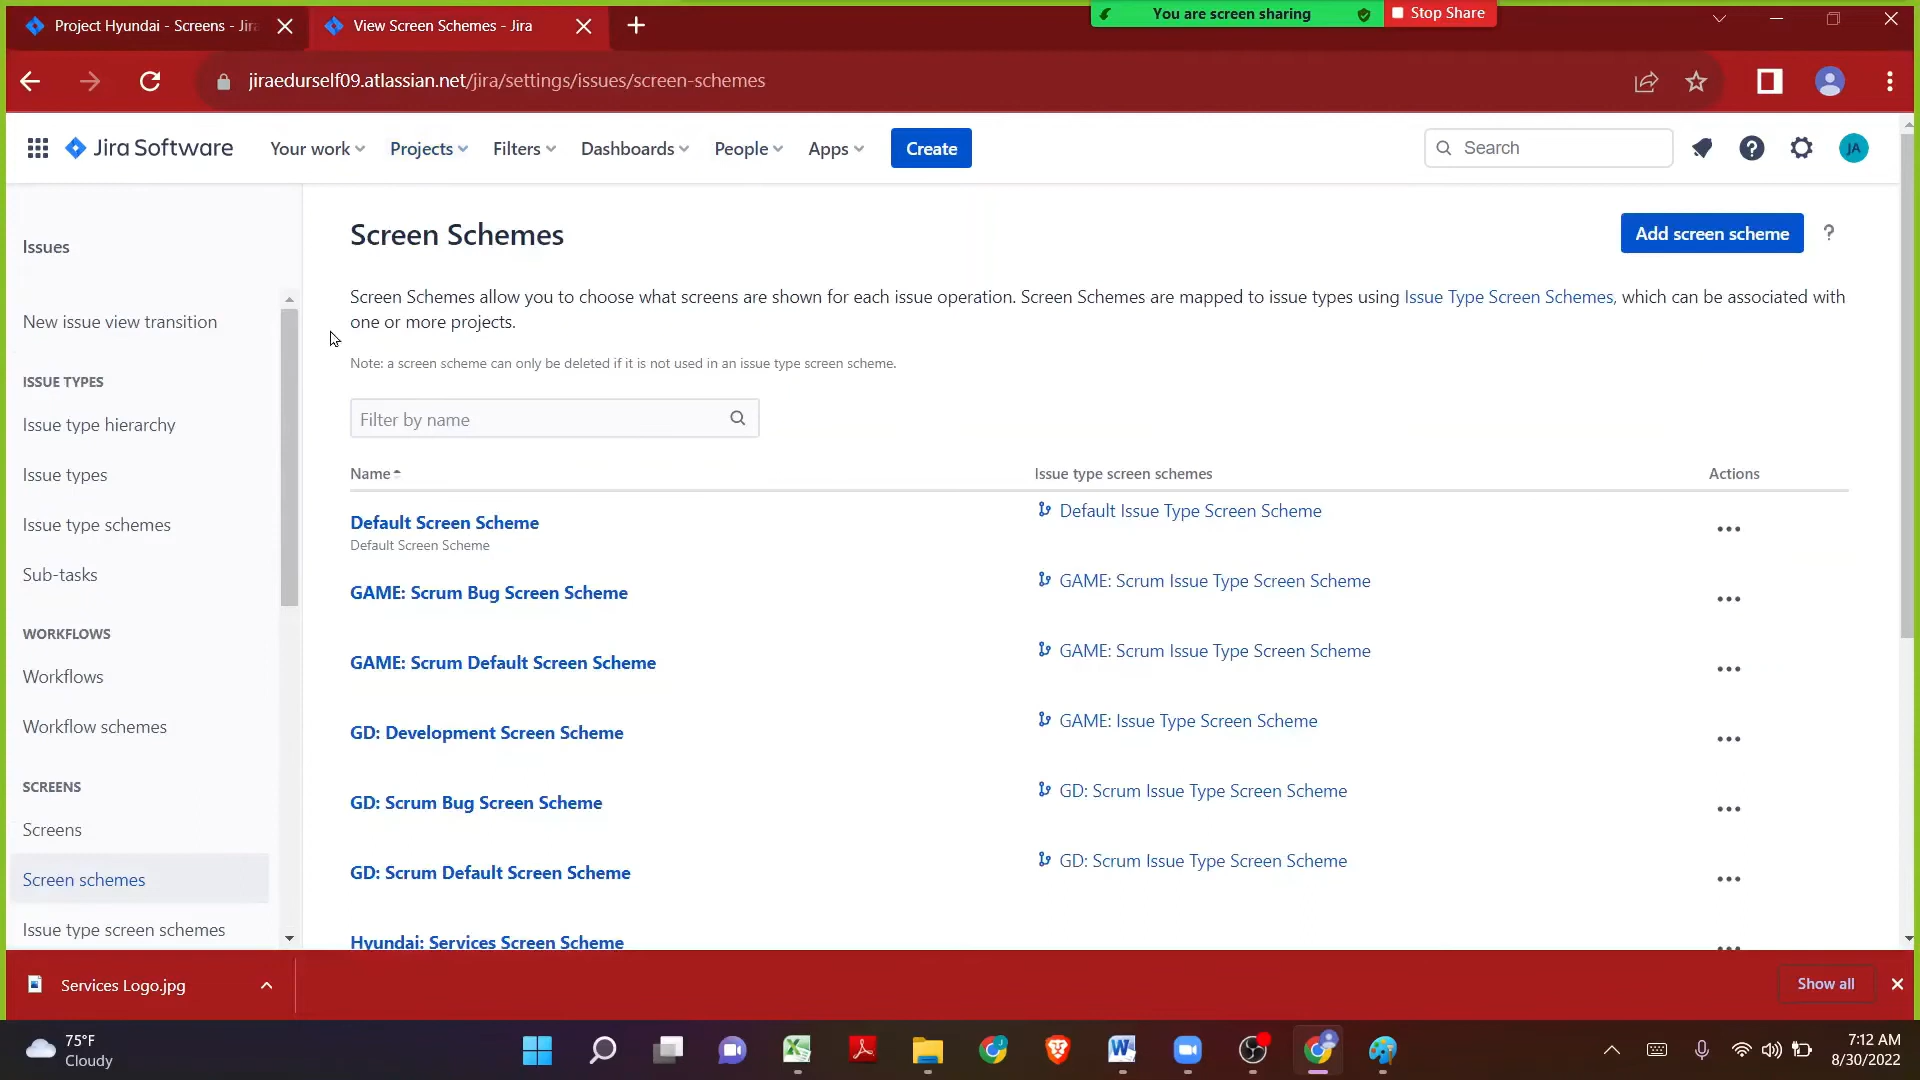 Project Hyundai - Screens - Jira
View Screen Schemes - Jira
You are screen sharing
Stop Share
jiraedurself09.atlassian.net/jira/settings/issues/screen-schemes
Jira Software
Your work
Projects
Filters
Dashboards
People
Apps
Create
Search
JA
Issues
New issue view transition
ISSUE TYPES
Issue type hierarchy
Issue types
Issue type schemes
Sub-tasks
WORKFLOWS
Workflows
Workflow schemes
SCREENS
Screens
Screen schemes
Issue type screen schemes
Screen Schemes
Add screen scheme
?
Screen Schemes allow you to choose what screens are shown for each issue operation. Screen Schemes are mapped to issue types using Issue Type Screen Schemes, which can be associated with
one or more projects.
Note: a screen scheme can only be deleted if it is not used in an issue type screen scheme.
Filter by name
Name
Issue type screen schemes
Actions
Default Screen Scheme
Default Screen Scheme
Default Issue Type Screen Scheme
GAME: Scrum Bug Screen Scheme
GAME: Scrum Issue Type Screen Scheme
GAME: Scrum Default Screen Scheme
GAME: Scrum Issue Type Screen Scheme
GD: Development Screen Scheme
GAME: Issue Type Screen Scheme
GD: Scrum Bug Screen Scheme
GD: Scrum Issue Type Screen Scheme
GD: Scrum Default Screen Scheme
GD: Scrum Issue Type Screen Scheme
Hyundai: Services Screen Scheme
Services Logo.jpg
Show all
75°F
Cloudy
7:12 AM
8/30/2022